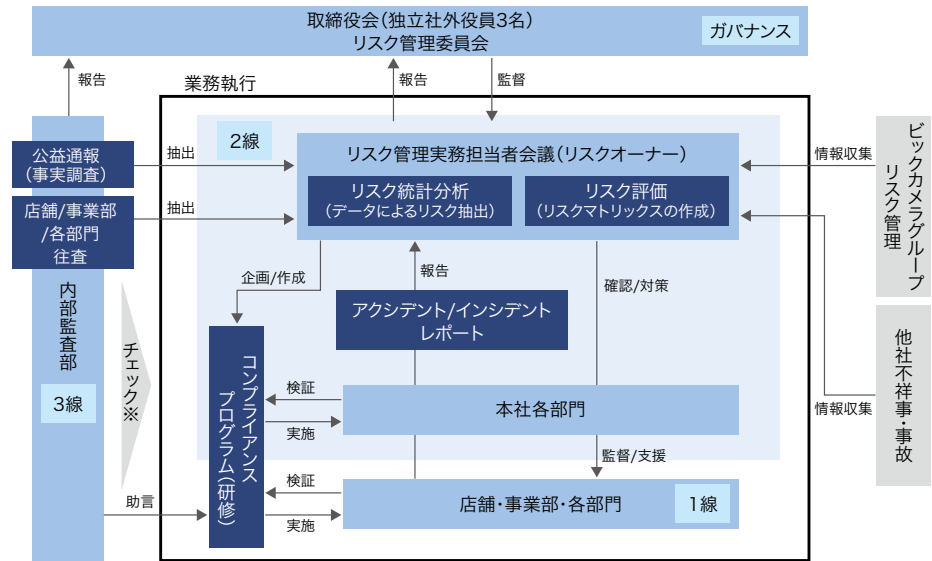 取締役会(独立社外役員3名)
リスク管理委員会
ガバナンス
報告
業務執行
報告
監督
2線
公益通報
(事実調査)
抽出
リスク管理実務担当者会議(リスクオーナー)
情報収集
リスク統計分析
(データによるリスク抽出)
リスク評価
(リスクマトリックスの作成)
ビックカメラグループ
リスク管理
店舗/事業部
/各部門
往査
抽出
企画/作成
報告
確認/対策
アクシデント/インシデント
レポート
内部監査部
3線
チェック※
コンプライアンス
プログラム(研修)
検証
実施
本社各部門
情報収集
他社不祥事・事故
監督/支援
検証
実施
店舗・事業部・各部門
1線
助言